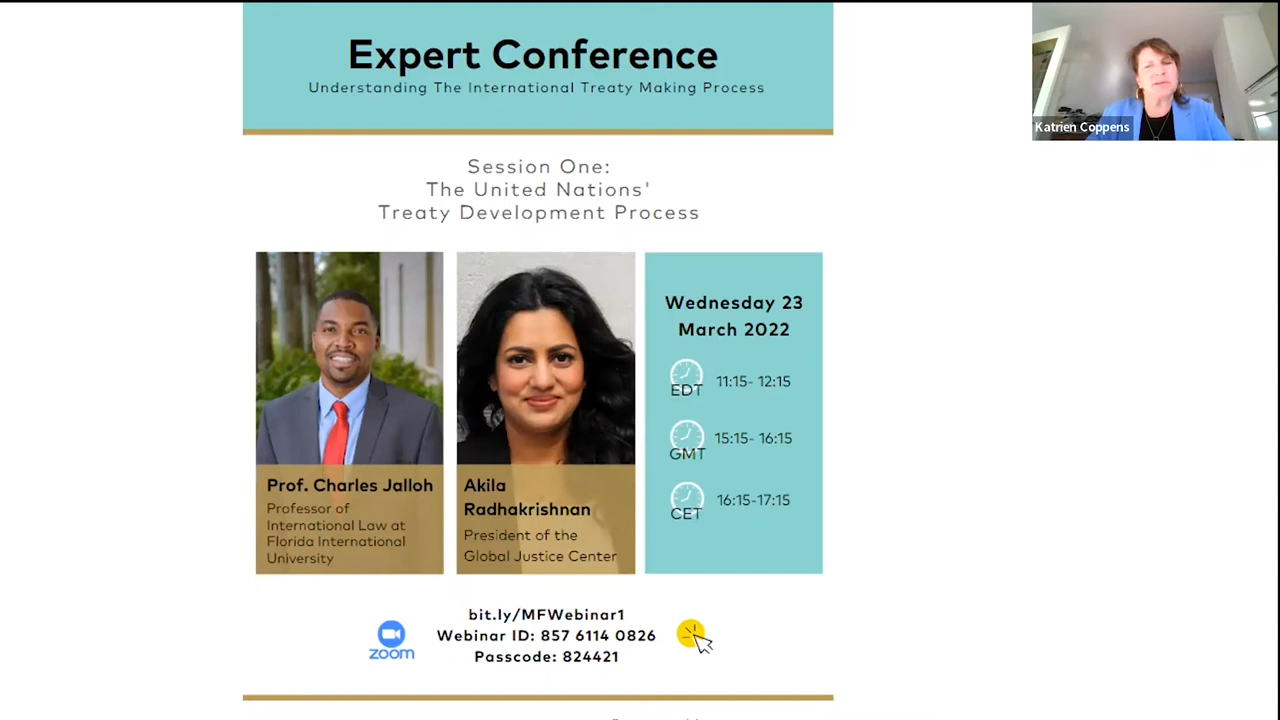 Expert Conference
Understanding The International Treaty Making Process
Katrien Coppens
Session One:
The United Nations'
Treaty Development Process
Wednesday 23
March 2022
EDT 11:15- 12:15
GMT 15:15- 16:15
CET 16:15-17:15
Prof. Charles Jalloh
Professor of
International Law at
Florida International
University
Akila
Radhakrishnan
President of the
Global Justice Center
zoom
bit.ly/MFWebinar1
Webinar ID: 857 6114 0826
Passcode: 824421